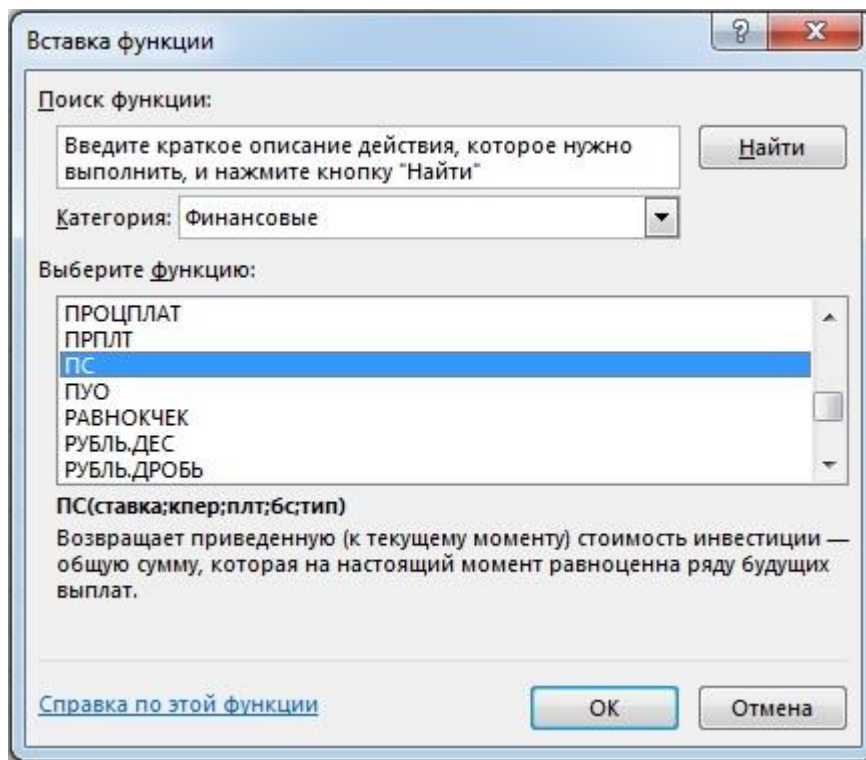 Вставка функции
Поиск функции:
Введите краткое описание действия, которое нужно
выполнить, и нажмите кнопку "Найти"
Найти
Категория: Финансовые
Выберите функцию:
ПРОЦПЛАТ
ПРПЛТ
ПС
ПУО
РАВНОКЧЕК
РУБЛЬ.ДЕС
РУБЛЬ.ДРОБЬ
ПС(ставка;кпер;плт;бс;тип)
Возвращает приведенную (к текущему моменту) стоимость инвестиции —
общую сумму, которая на настоящий момент равноценна ряду будущих
выплат.
Справка по этой функции
ОК
Отмена